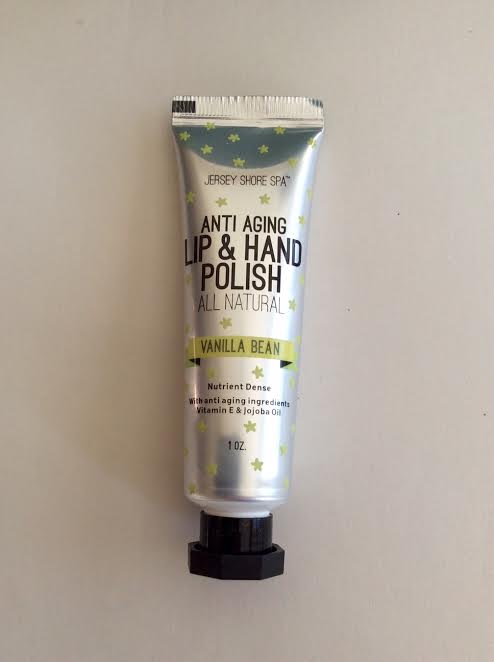 JERSEY SHORE SPA™
ANTI AGING
LIP & HAND
POLISH
ALL NATURAL
VANILLA BEAN
Nutrient Dense
With anti aging ingredients
Vitamin E & Jojoba Oil
1 OZ.